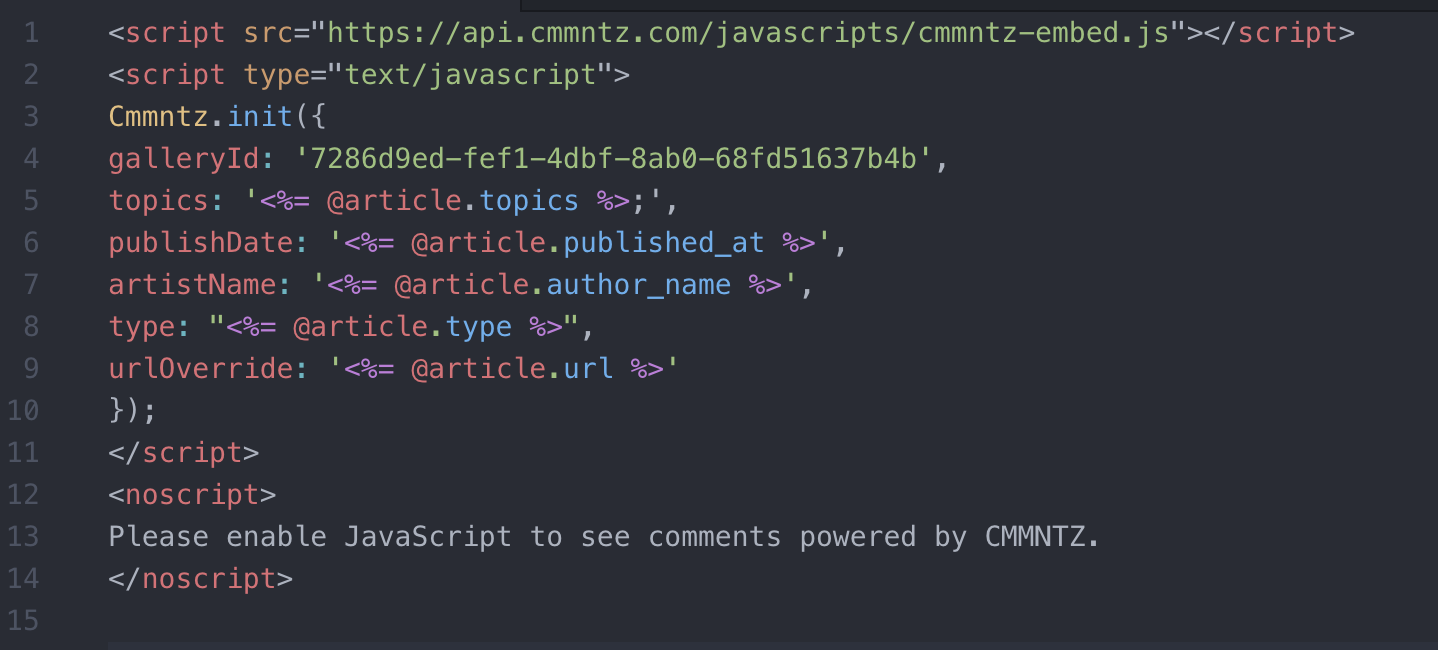 1 <script src="https://api.cmmntz.com/javascripts/cmmntz-embed.js"></script>
2 <script type="text/javascript">
3 Cmmntz.init({
4 galleryId: '7286d9ed-fef1-4dbf-8ab0-68fd51637b4b',
5 topics: '<%= @article.topics %>;',
6 publishDate: '<%= @article.published_at %>',
7 artistName: '<%= @article.author_name %>',
8 type: "<%= @article.type %>",
9 urlOverride: '<%= @article.url %>'
10 });
11 </script>
12 <noscript>
13 Please enable JavaScript to see comments powered by CMMNTZ.
14 </noscript>
15